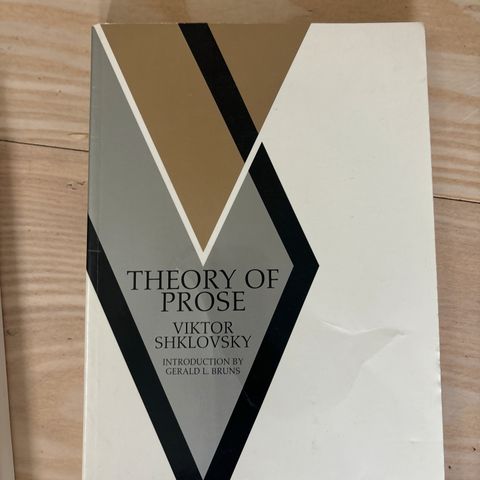 THEORY OF
PROSE
VIKTOR
SHKLOVSKY
INTRODUCTION BY
GERALD L. BRUNS